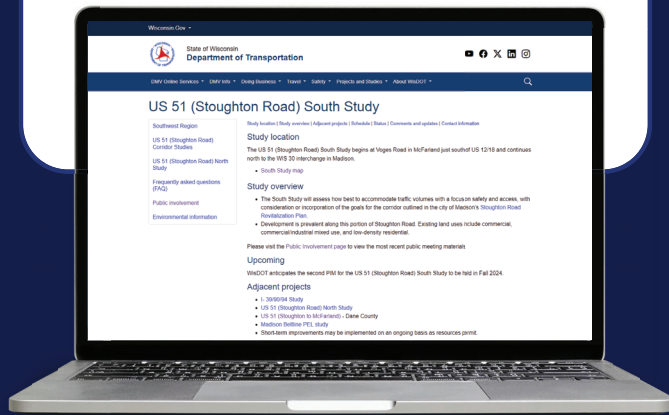 Wisconsin.Gov
State of Wisconsin
Department of Transportation
DMV Online Services DMV Info Doing Business Travel Safety Projects and Studies About WisDOT
US 51 (Stoughton Road) South Study
Southwest Region
US 51 (Stoughton Road)
Corridor Studies
US 51 (Stoughton Road) North
Study
Frequently asked questions
(FAQ)
Public involvement
Environmental information
Study location | Study overview | Adjacent projects | Schedule | Status | Comments and updates | Contact information
Study location
The US 51 (Stoughton Road) South Study begins at Voges Road in McFarland just south of US 12/18 and continues
north to the WIS 30 interchange in Madison.
• South Study map
Study overview
• The South Study will assess how best to accommodate traffic volumes with a focus on safety and access, with
consideration or incorporation of the goals for the corridor outlined in the city of Madison's Stoughton Road
Revitalization Plan.
• Development is prevalent along this portion of Stoughton Road. Existing land uses include commercial,
commercial/industrial mixed use, and low-density residential.
Please visit the Public Involvement page to view the most recent public meeting materials
Upcoming
WisDOT anticipates the second PIM for the US 51 (Stoughton Road) South Study to be held in Fall 2024.
Adjacent projects
• I- 39/90/94 Study
• US 51 (Stoughton Road) North Study
• US 51 (Stoughton to McFarland) - Dane County
• Madison Beltline PEL study
• Short-term improvements may be implemented on an ongoing basis as resources permit